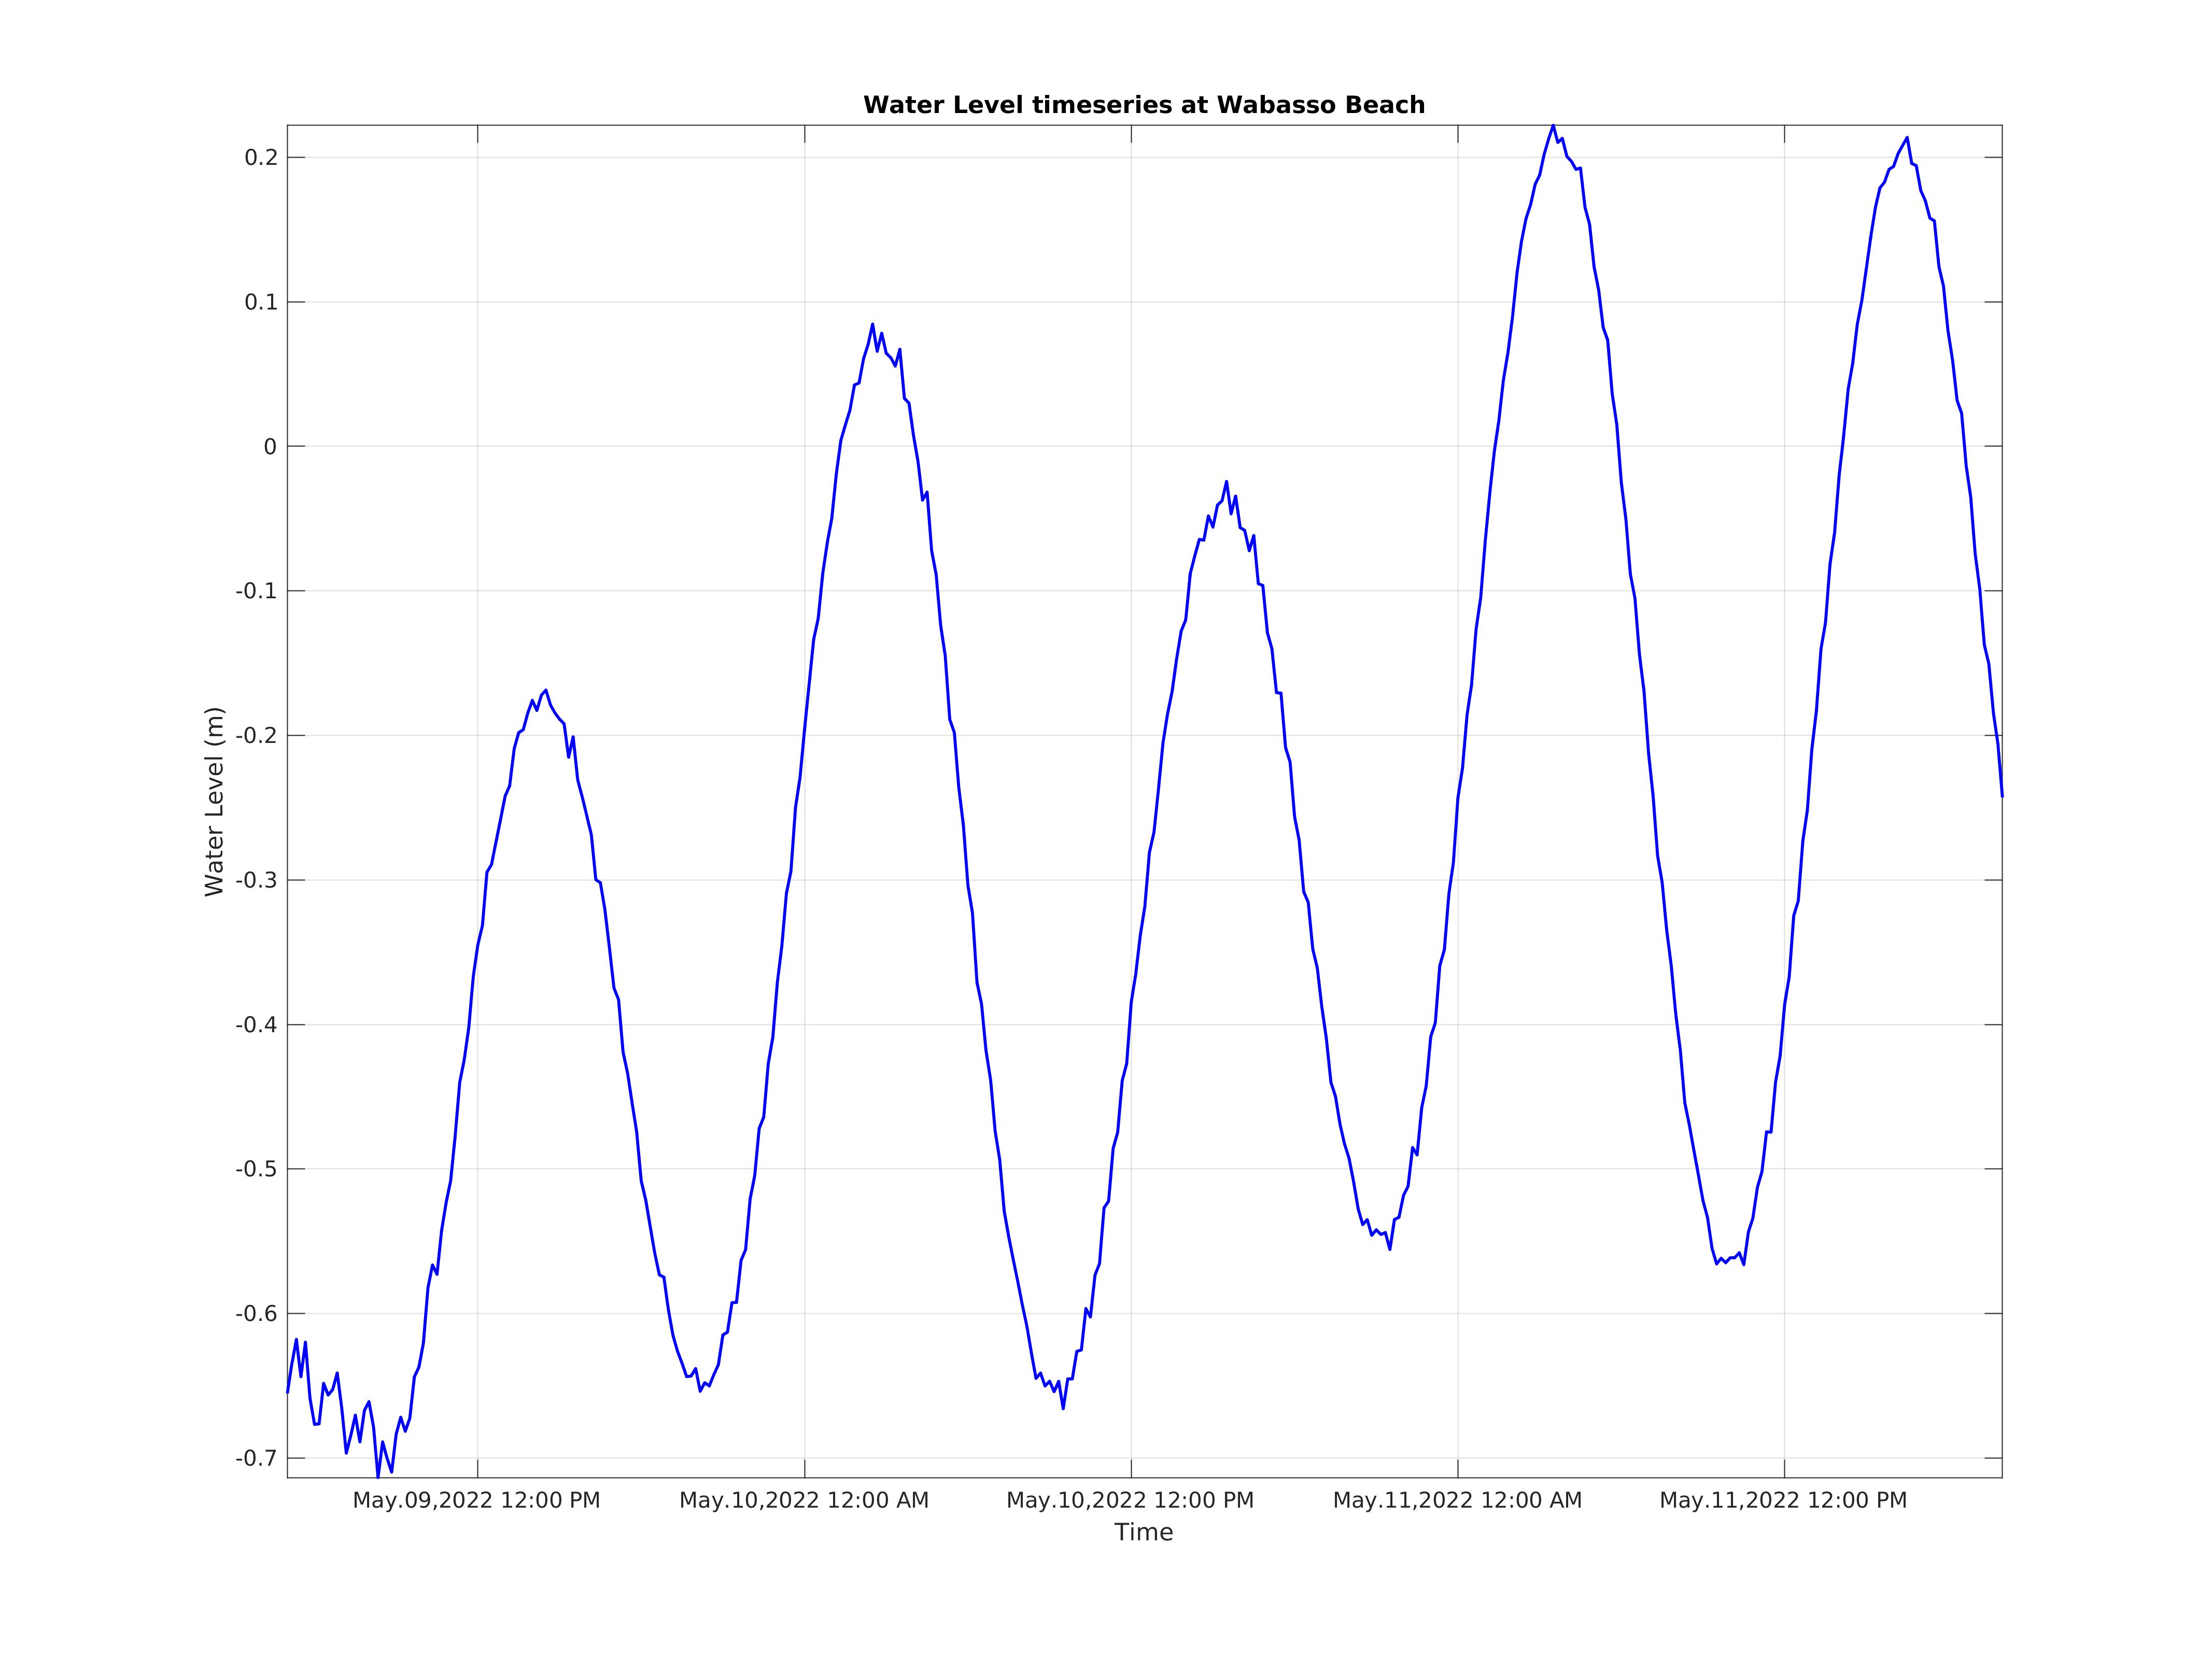 Water Level timeseries at Wabasso Beach
0.2
0.1
0
-0.1
-0.2
-0.3
-0.4
-0.5
-0.6
-0.7
Water Level (m)
May.09,2022 12:00 PM
May.10,2022 12:00 AM
May.10,2022 12:00 PM
May.11,2022 12:00 AM
May.11,2022 12:00 PM
Time